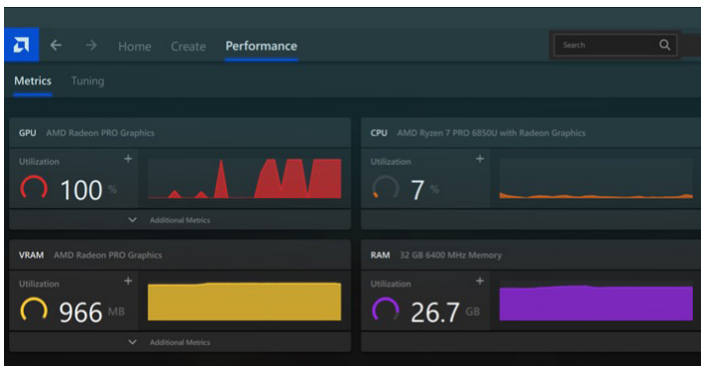 Home Create Performance Search
Metrics Tuning
GPU AMD Radeon PRO Graphics
Utilization +
100 %
Additional Metrics
CPU AMD Ryzen 7 PRO 6850U with Radeon Graphics
Utilization +
7 %
VRAM AMD Radeon PRO Graphics
Utilization +
966 MB
Additional Metrics
RAM 32 GB 6400 MHz Memory
Utilization +
26.7 GB